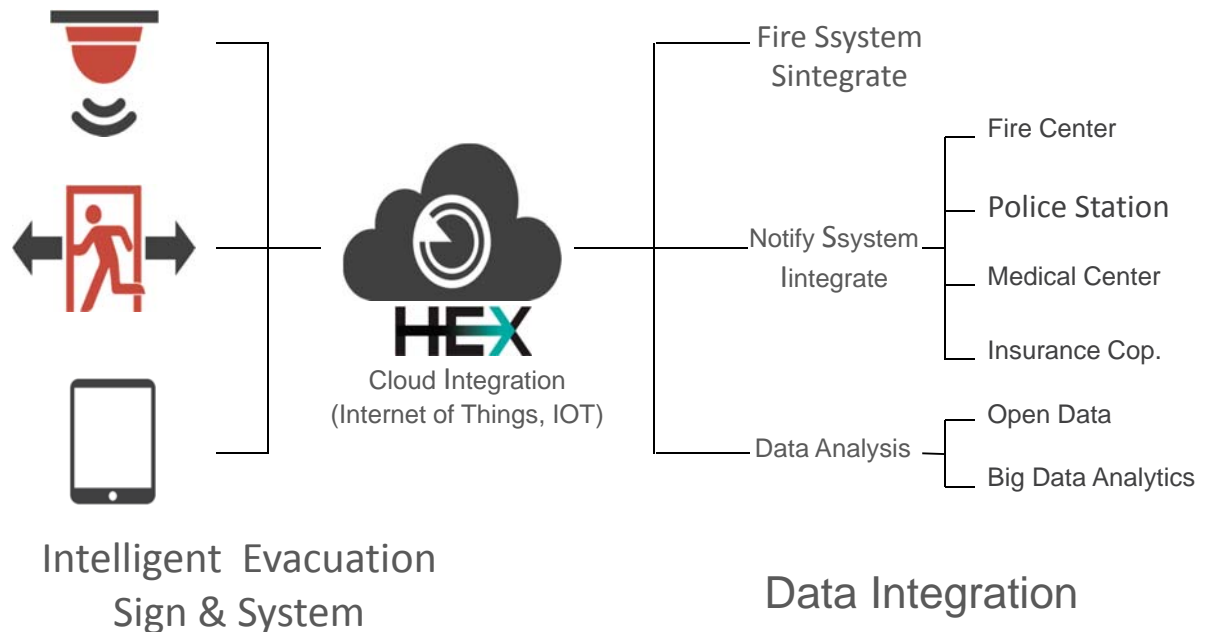 Fire Ssystem
Sintegrate
Fire Center
Police Station
Notify Ssystem
Iintegrate
Medical Center
Insurance Cop.
HEX
Cloud Integration
(Internet of Things, IOT)
Data Analysis
Open Data
Big Data Analytics
Intelligent Evacuation
Sign & System
Data Integration